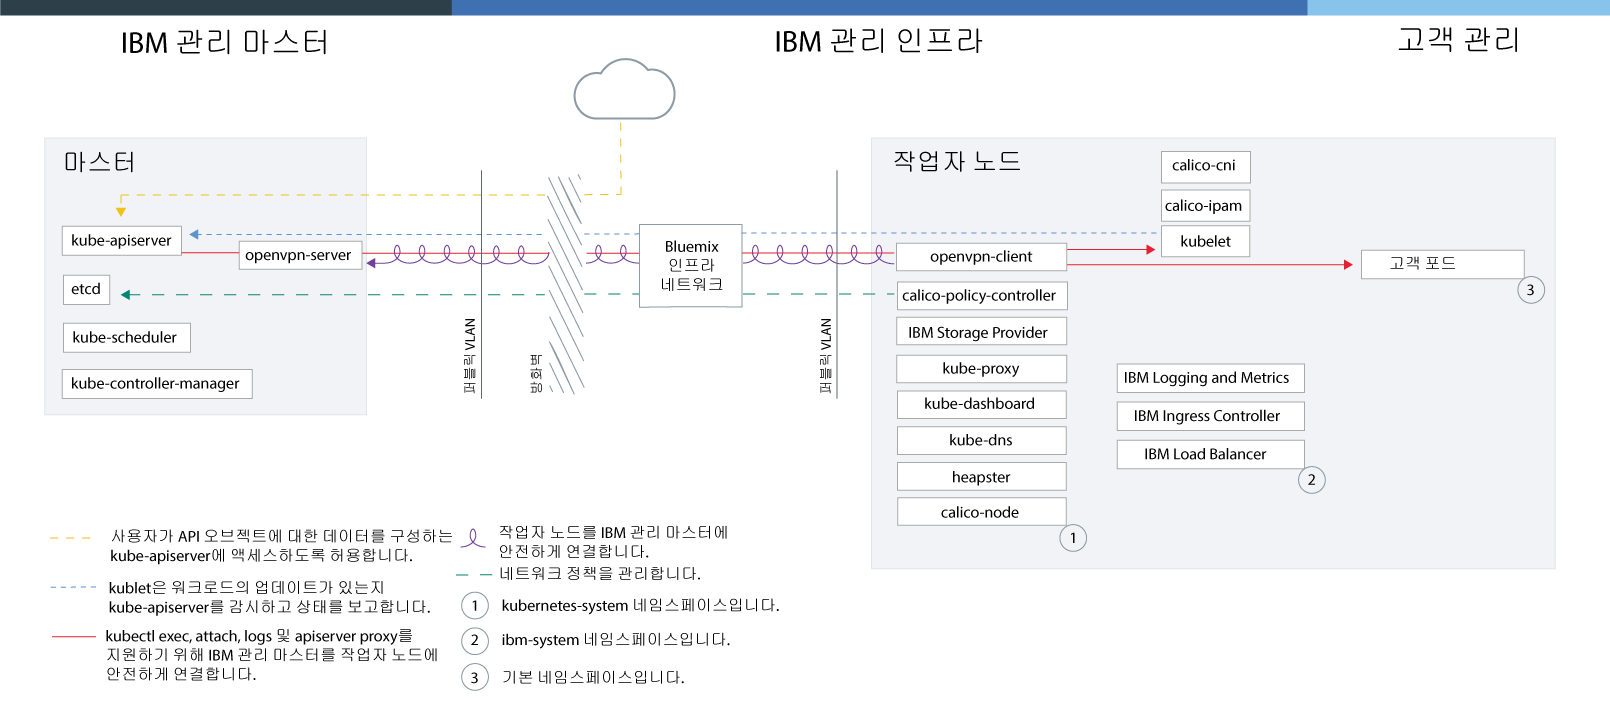 IBM 관리 마스터
IBM 관리 인프라
고객 관리
마스터
kube-apiserver
openvpn-server
etcd
kube-scheduler
kube-controller-manager
퍼블릭 VLAN
방화벽
Bluemix
인프라
네트워크
퍼블릭 VLAN
작업자 노드
calico-cni
calico-ipam
kubelet
openvpn-client
고객 포드
3
calico-policy-controller
IBM Storage Provider
kube-proxy
kube-dashboard
kube-dns
heapster
calico-node
1
IBM Logging and Metrics
IBM Ingress Controller
IBM Load Balancer
2
사용자가 API 오브젝트에 대한 데이터를 구성하는
kube-apiserver에 액세스하도록 허용합니다.
kublet은 워크로드의 업데이트가 있는지
kube-apiserver를 감시하고 상태를 보고합니다.
kubectl exec, attach, logs 및 apiserver proxy를
지원하기 위해 IBM 관리 마스터를 작업자 노드에
안전하게 연결합니다.
작업자 노드를 IBM 관리 마스터에
안전하게 연결합니다.
네트워크 정책을 관리합니다.
1 kubernetes-system 네임스페이스입니다.
2 ibm-system 네임스페이스입니다.
3 기본 네임스페이스입니다.